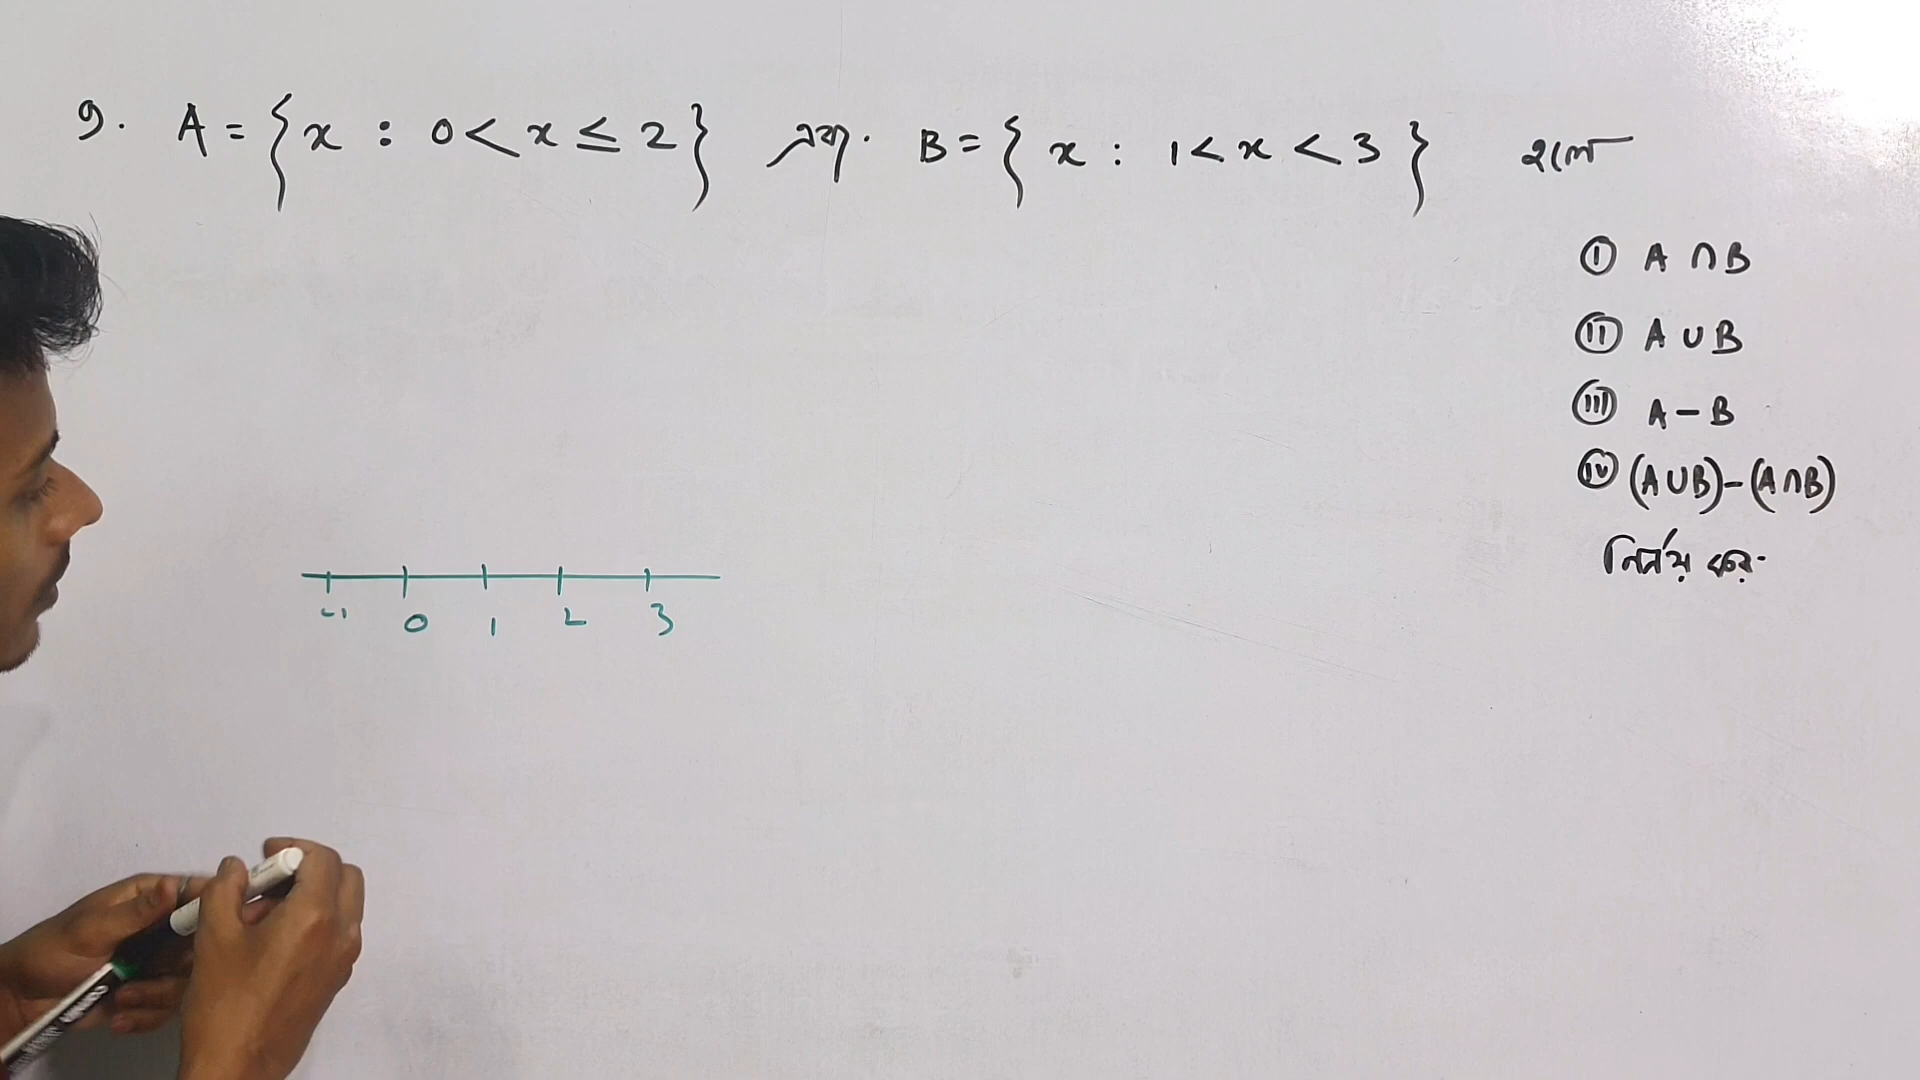 9. A = { x : 0 < x ≤ 2 } এবং B = { x : 1 < x < 3 } হলে
(i) A ∩ B
(ii) A ∪ B
(iii) A − B
(iv) (A ∪ B) − (A ∩ B)
নির্ণয় কর
-1 0 1 2 3